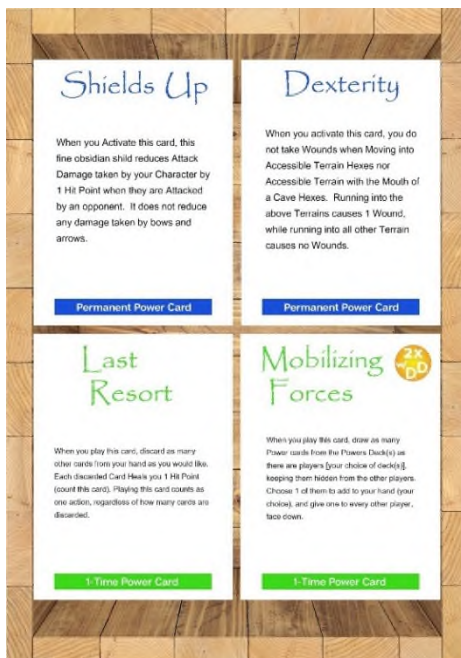 Shields Up
When you Activate this card, this
fine obsidian shild reduces Attack
Damage taken by your Character by
1 Hit Point when they are Attacked
by an opponent. It does not reduce
any damage taken by bows and
arrows.
Permanent Power Card
Dexterity
When you activate this card, you do
not take Wounds when Moving into
Accessible Terrain Hexes nor
Accessible Terrain with the Mouth of
a Cave Hexes. Running into the
above Terrains causes 1 Wound,
while running into all other Terrain
causes no Wounds.
Permanent Power Card
Last
Resort
When you play this card, discard as many
other cards from your hand as you would like.
Each discarded Card Heals you 1 Hit Point
(count this card). Playing this card counts as
one action, regardless of how many cards are
discarded.
1-Time Power Card
Mobilizing
Forces
2X
w/DD
When you play this card, draw as many
Power cards from the Powers Deck(s) as
there are players [your choice of deck(s)],
keeping them hidden from the other players.
Choose 1 of them to add to your hand (your
choice), and give one to every other player,
face down.
1-Time Power Card